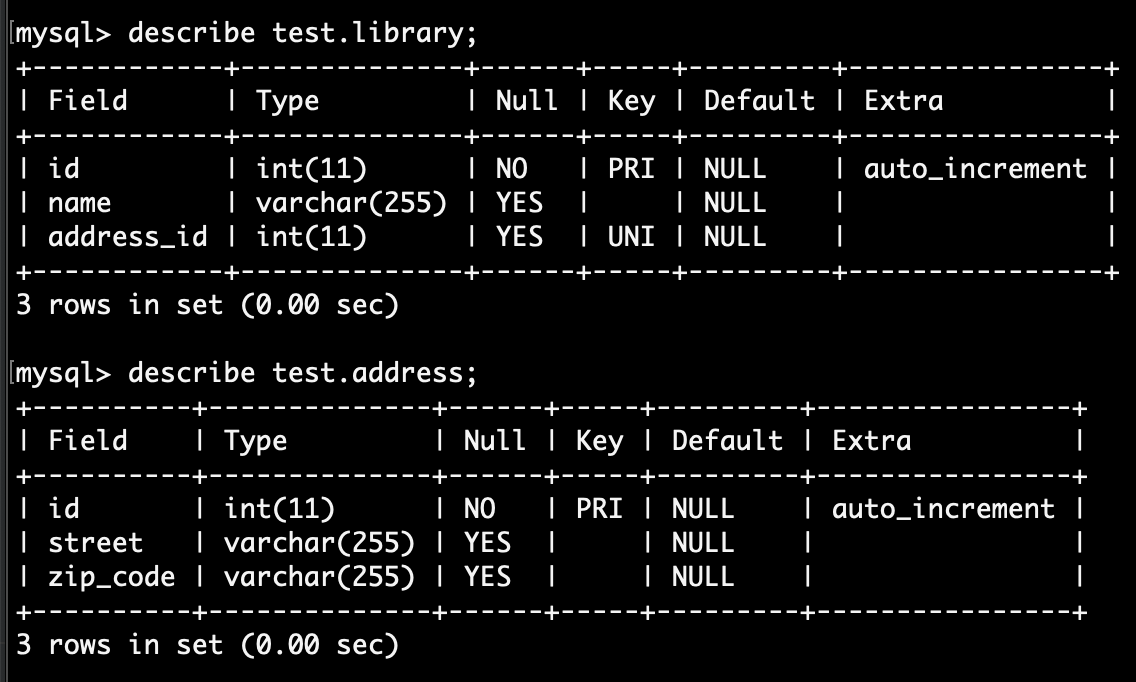 [mysql> describe test.library;
+------------+--------------+------+-----+---------+----------------+
| Field      | Type         | Null | Key | Default | Extra          |
+------------+--------------+------+-----+---------+----------------+
| id         | int(11)      | NO   | PRI | NULL    | auto_increment |
| name       | varchar(255) | YES  |     | NULL    |                |
| address_id | int(11)      | YES  | UNI | NULL    |                |
+------------+--------------+------+-----+---------+----------------+
3 rows in set (0.00 sec)

[mysql> describe test.address;
+----------+--------------+------+-----+---------+----------------+
| Field    | Type         | Null | Key | Default | Extra          |
+----------+--------------+------+-----+---------+----------------+
| id       | int(11)      | NO   | PRI | NULL    | auto_increment |
| street   | varchar(255) | YES  |     | NULL    |                |
| zip_code | varchar(255) | YES  |     | NULL    |                |
+----------+--------------+------+-----+---------+----------------+
3 rows in set (0.00 sec)